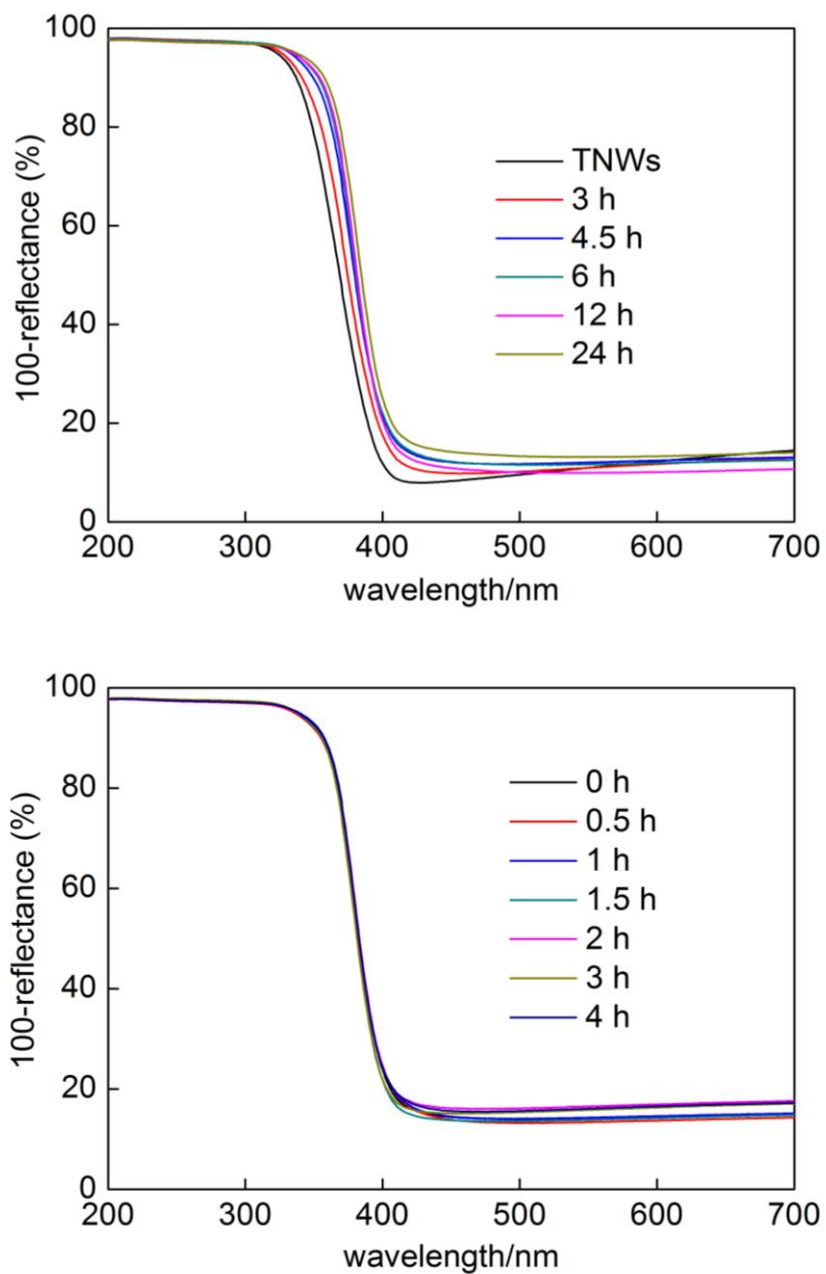 100
80
60
40
20
0
100-reflectance (%)
TNWs
3 h
4.5 h
6 h
12 h
24 h
200 300 400 500 600 700
wavelength/nm
100
80
60
40
20
0
100-reflectance (%)
0 h
0.5 h
1 h
1.5 h
2 h
3 h
4 h
200 300 400 500 600 700
wavelength/nm